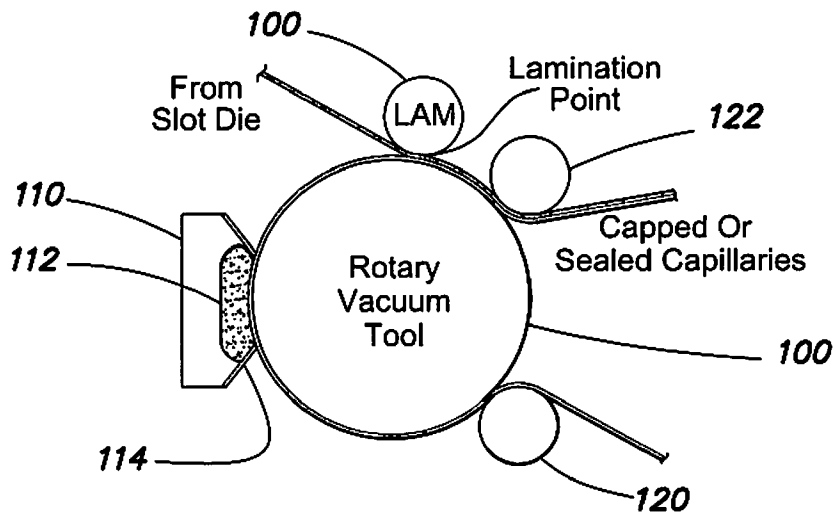 100
From
Slot Die
LAM
Lamination
Point
122
110
112
Capped Or
Sealed Capillaries
Rotary
Vacuum
Tool
100
114
120